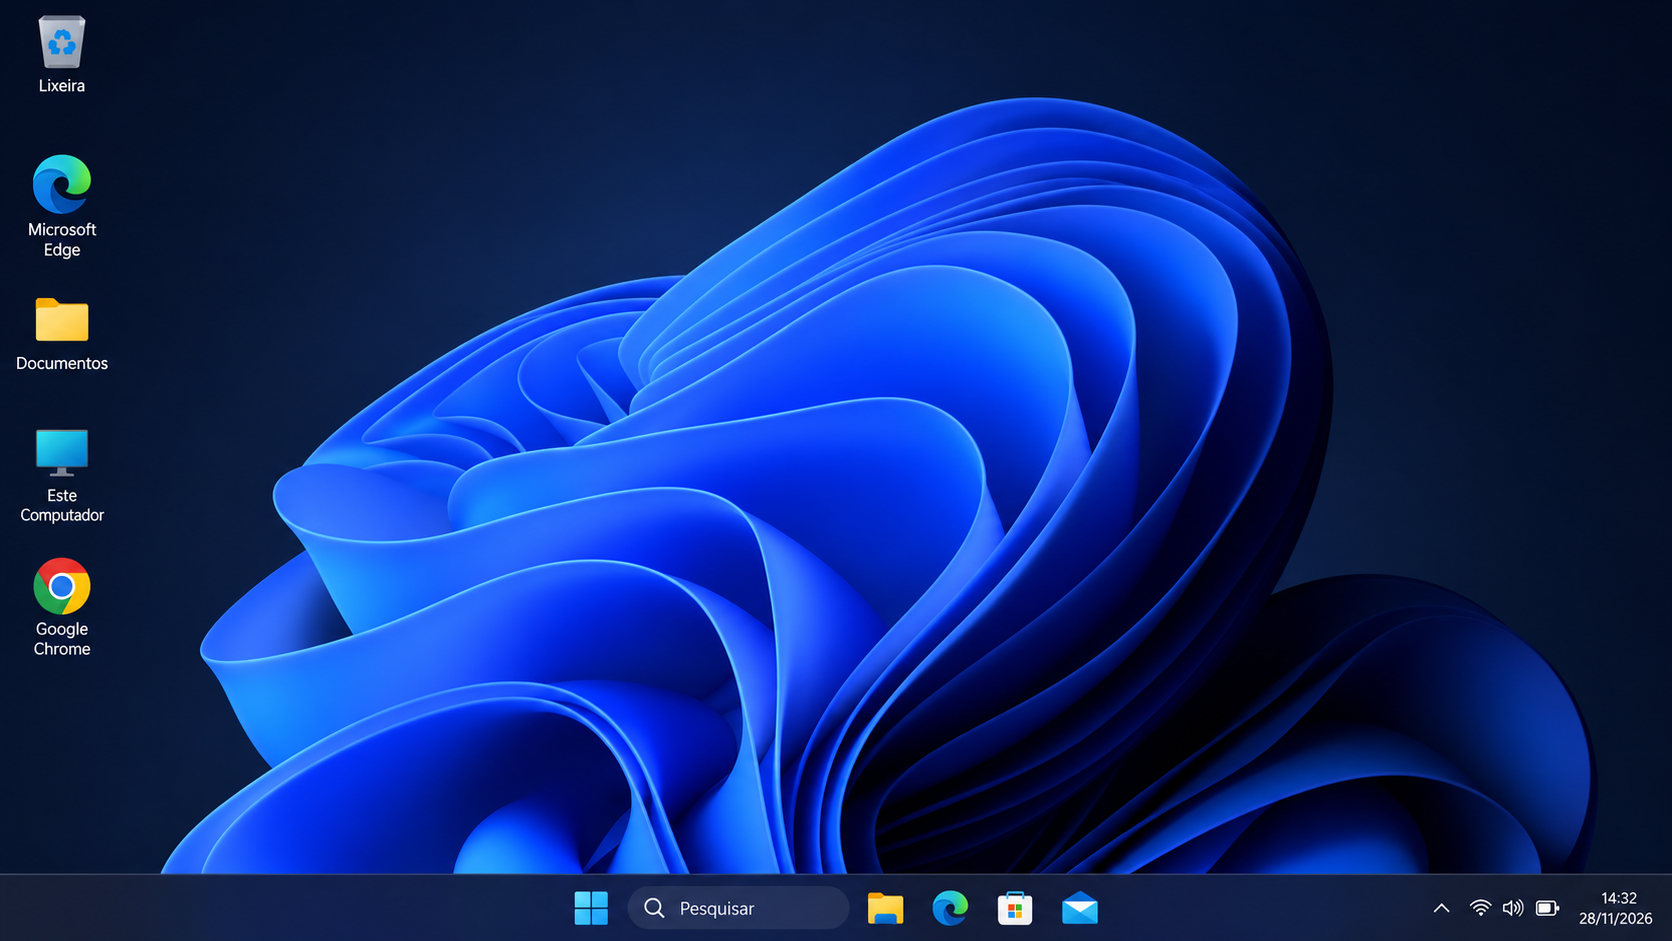 Lixeira
Microsoft
Edge
Documentos
Este
Computador
Google
Chrome
Pesquisar
14:32
28/11/2026